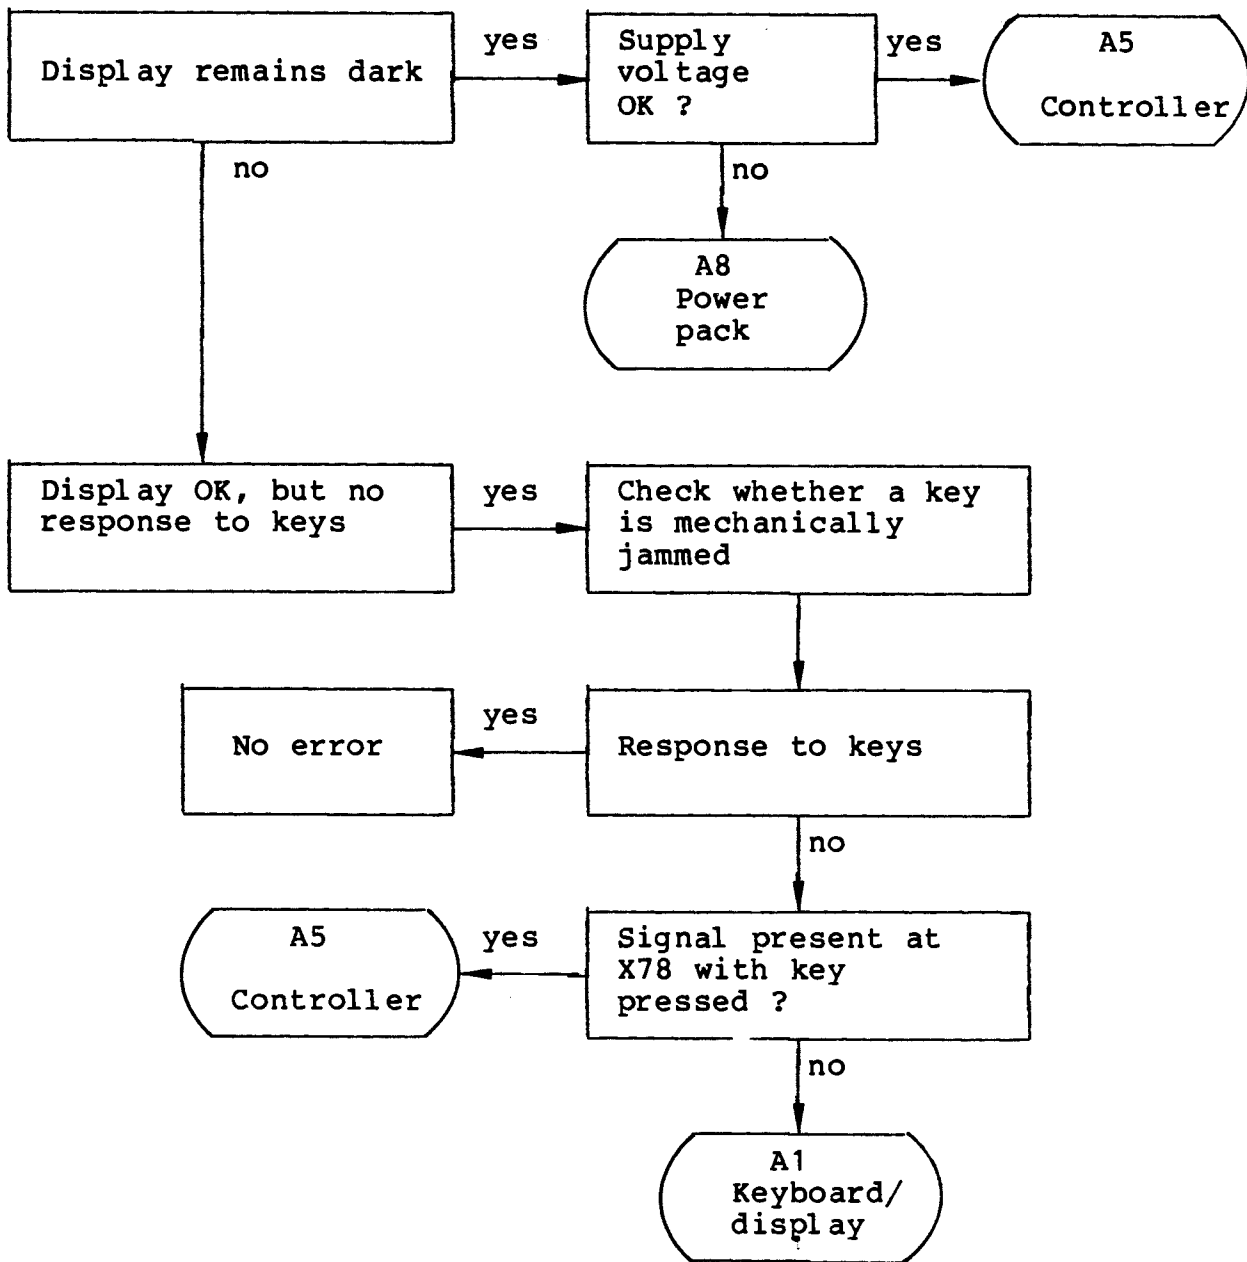 Display remains dark
yes
Supply
voltage
OK ?
yes
A5
Controller
no
no
A8
Power
pack
Display OK, but no
response to keys
yes
Check whether a key
is mechanically
jammed
No error
yes
Response to keys
no
A5
Controller
yes
Signal present at
X78 with key
pressed ?
no
A1
Keyboard/
display